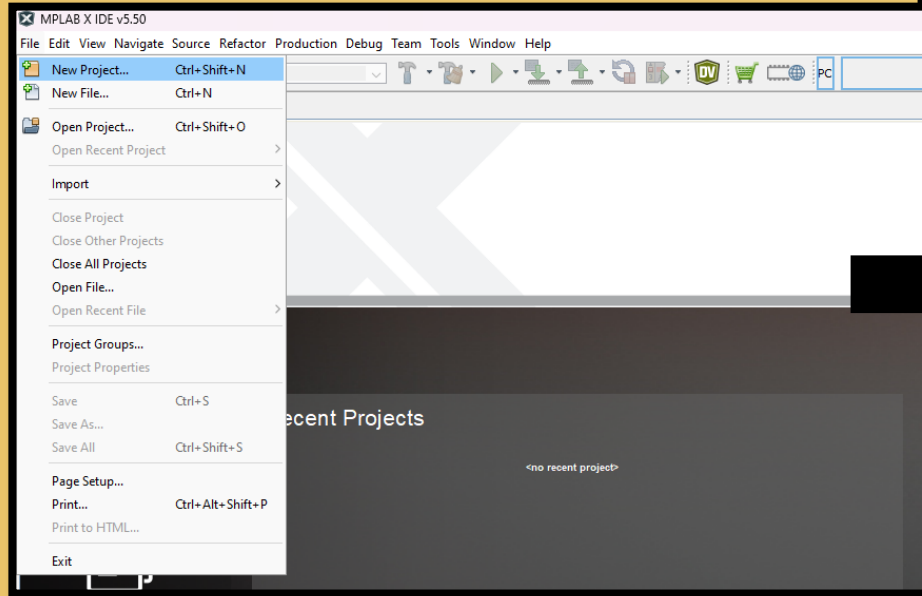 MPLAB X IDE v5.50
File Edit View Navigate Source Refactor Production Debug Team Tools Window Help
New Project... Ctrl+Shift+N
New File... Ctrl+N
Open Project... Ctrl+Shift+O
Open Recent Project
Import
Close Project
Close Other Projects
Close All Projects
Open File...
Open Recent File
Project Groups...
Project Properties
Save Ctrl+S
Save As...
Save All Ctrl+Shift+S
Page Setup...
Print... Ctrl+Alt+Shift+P
Print to HTML...
Exit
DV
PC
ecent Projects
<no recent project>